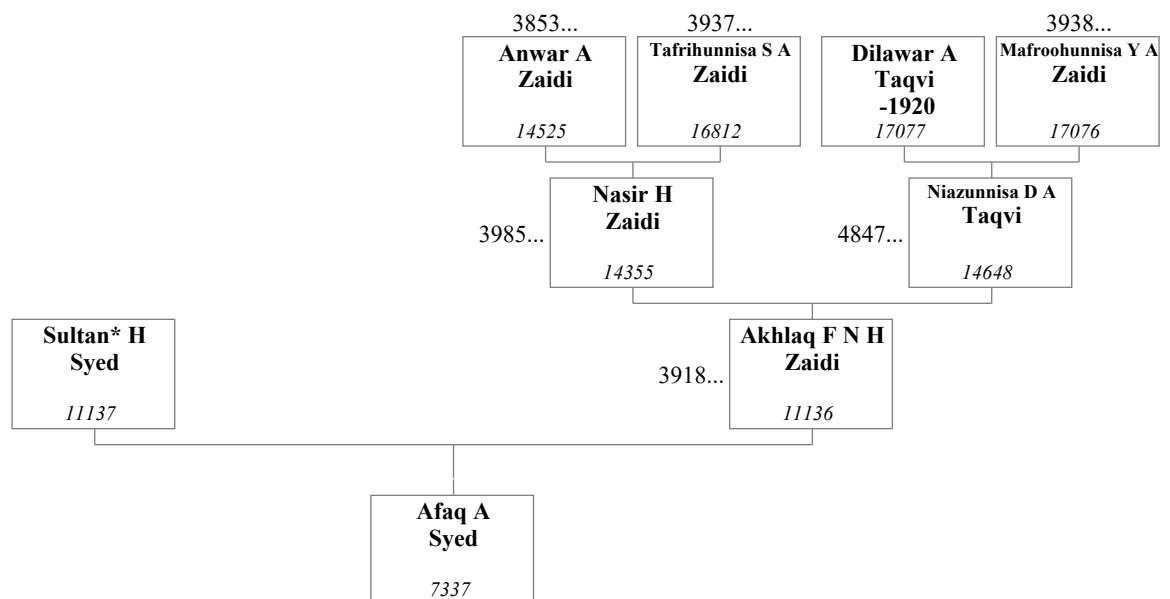 3853...
3937...
3938...
Anwar A
Zaidi
14525
Tafrihunnisa S A
Zaidi
16812
Dilawar A
Taqvi
-1920
17077
Mafroohunnisa Y A
Zaidi
17076
3985...
Nasir H
Zaidi
14355
4847...
Niazunnisa D A
Taqvi
14648
Sultan* H
Syed
11137
3918...
Akhlaq F N H
Zaidi
11136
Afaq A
Syed
7337